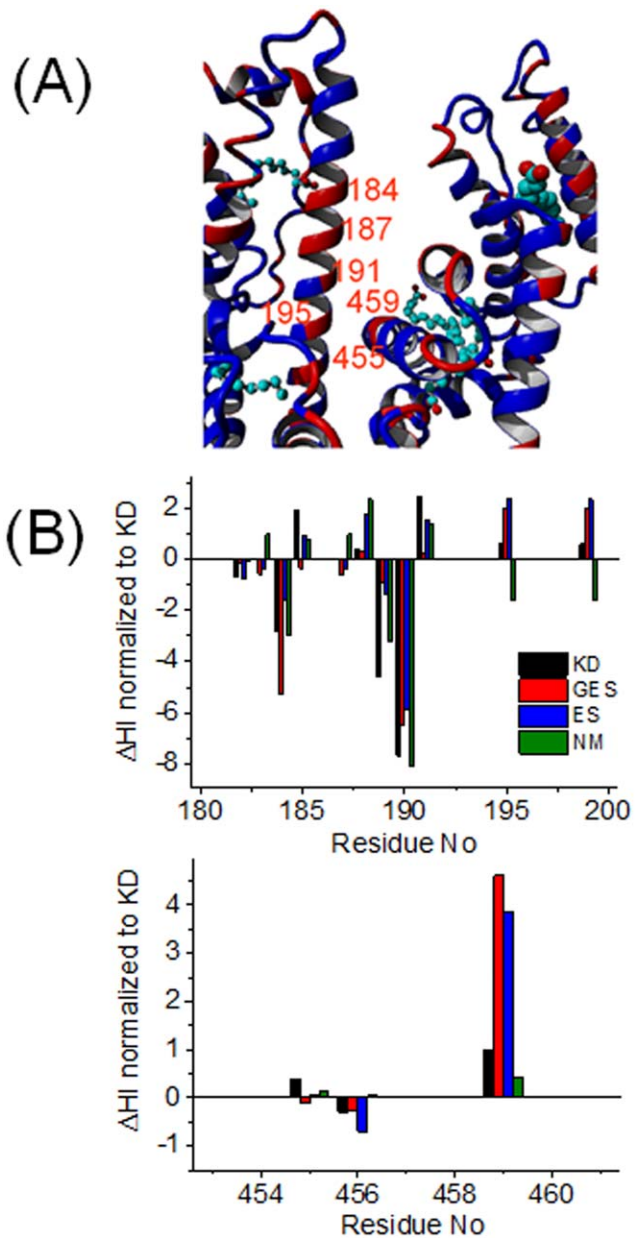 (A)
184
187
191
459
195
455
(B)
ΔHI normalized to KD
2
0
-2
-4
-6
-8
KD
GES
ES
NM
180 185 190 195 200
Residue No
ΔHI normalized to KD
4
3
2
1
0
-1
454 456 458 460
Residue No